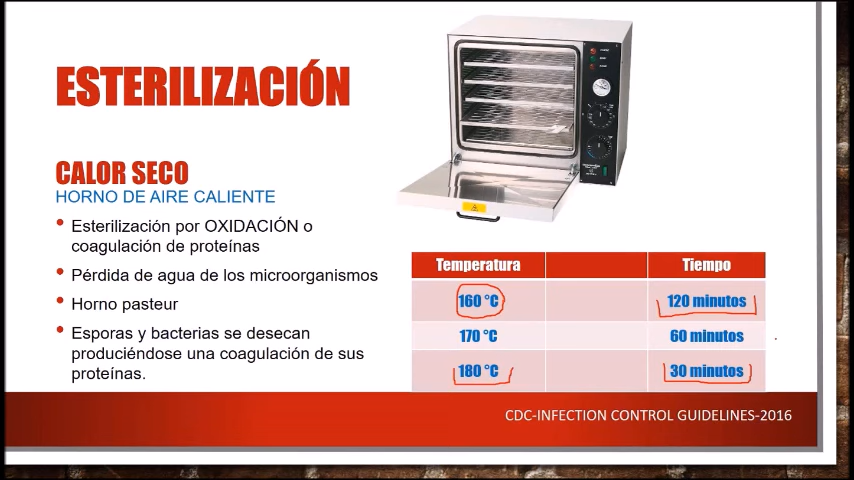 ESTERILIZACIÓN
CALOR SECO
HORNO DE AIRE CALIENTE
• Esterilización por OXIDACIÓN o
coagulación de proteínas
• Pérdida de agua de los microorganismos
• Horno pasteur
• Esporas y bacterias se desecan
produciéndose una coagulación de sus
proteínas.
Temperatura Tiempo
160 °C 120 minutos
170 °C 60 minutos
180 °C 30 minutos
CDC-INFECTION CONTROL GUIDELINES-2016